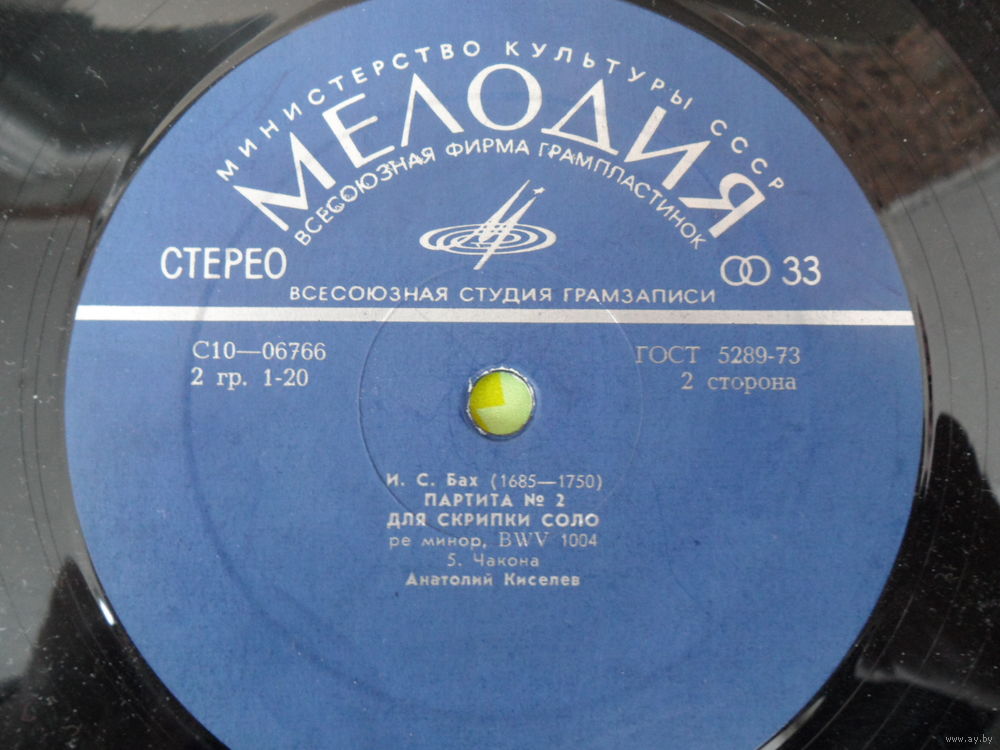 МИНИСТЕРСТВО КУЛЬТУРЫ СССР
МЕЛОДИЯ
ВСЕСОЮЗНАЯ ФИРМА ГРАМПЛАСТИНОК
СТЕРЕО
33
ВСЕСОЮЗНАЯ СТУДИЯ ГРАМЗАПИСИ
С10—06766
ГОСТ 5289-73
2 гр. 1-20
2 сторона
И. С. Бах (1685—1750)
ПАРТИТА № 2
ДЛЯ СКРИПКИ СОЛО
ре минор, BWV 1004
5. Чакона
Анатолий Киселев
www.ay.by